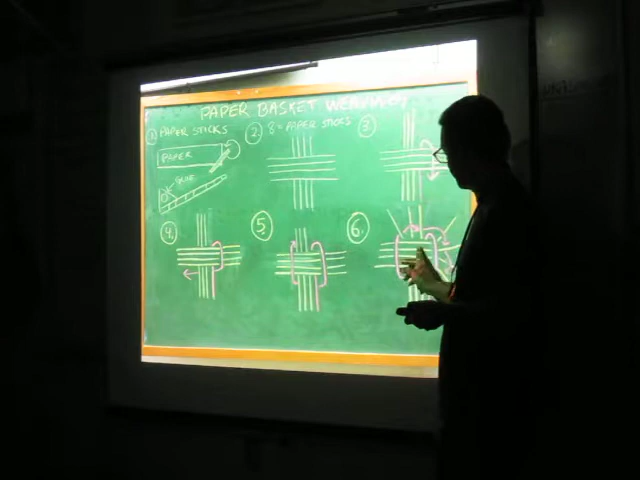 PAPER BASKET WEAVING
① PAPER STICKS
PAPER
GLUE
② 8 PAPER STICKS
③
④
⑤
⑥